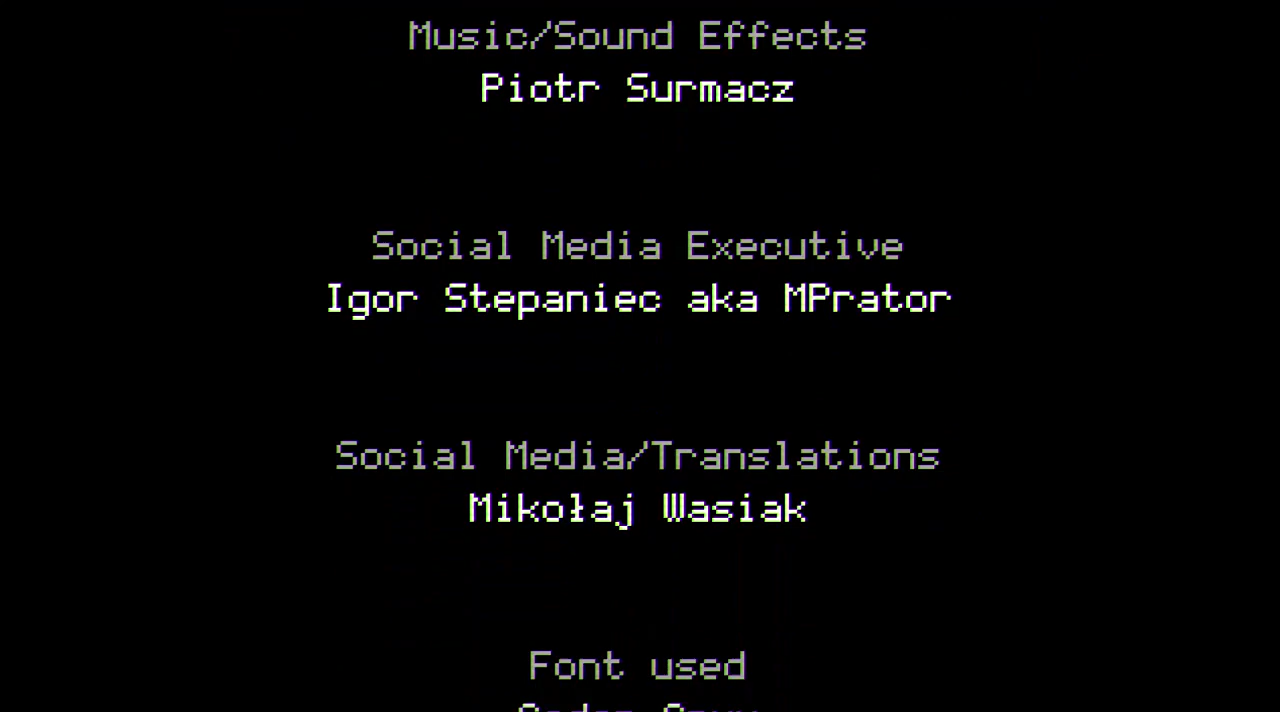 Music/Sound Effects
Piotr Surmacz
Social Media Executive
Igor Stepaniec aka MPrator
Social Media/Translations
Mikołaj Wasiak
Font used